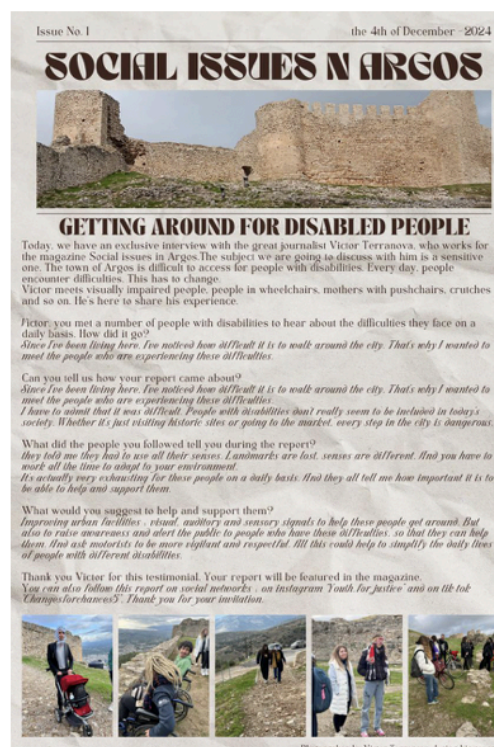 Issue No. 1
the 4th of December - 2024
SOCIAL ISSUES N ARGOS
GETTING AROUND FOR DISABLED PEOPLE
Today, we have an exclusive interview with the great journalist Victor Terranova, who works for
the magazine Social issues in Argos.The subject we are going to discuss with him is a sensitive
one. The town of Argos is difficult to access for people with disabilities. Every day, people
encounter difficulties. This has to change.
Victor meets visually impaired people, people in wheelchairs, mothers with pushchairs, crutches
and so on. He's here to share his experience.
Victor: you met a number of people with disabilities to hear about the difficulties they face on a
daily basis. How did it go?
Since I've been living here, I've noticed how difficult it is to walk around the city. That's why I wanted to
meet the people who are experiencing these difficulties.
Can you tell us how your report came about?
Since I've been living here, I've noticed how difficult it is to walk around the city. That's why I wanted to
meet the people who are experiencing these difficulties
I have to admit that it was difficult. People with disabilities don't really seem to be included in today's
society. Whether it's just visiting historic sites or going to the market, every step in the city is dangerous.
What did the people you followed tell you during the report?
they told me they had to use all their senses. Landmarks are lost, senses are different. And you have to
work all the time to adapt to your environment.
Its actually very exhausting for these people on a daily basis. And they all tell me how important it is to
be able to help and support them.
What would you suggest to help and support them?
Improving urban facilities , visual, auditory and sensory signals to help these people get around. But
also to raise awareness and alert the public to people who have these difficulties, so that they can help
them. And ask motorists to be more vigilant and respectful. All this could help to simplify the daily lives
of people with different disabilities.
Thank you Victor for this testimonial. Your report will be featured in the magazine.
You can also follow this report on social networks , on instagram "Youth for justice" and on tik tok
"Changesforchances5". Thank you for your invitation.